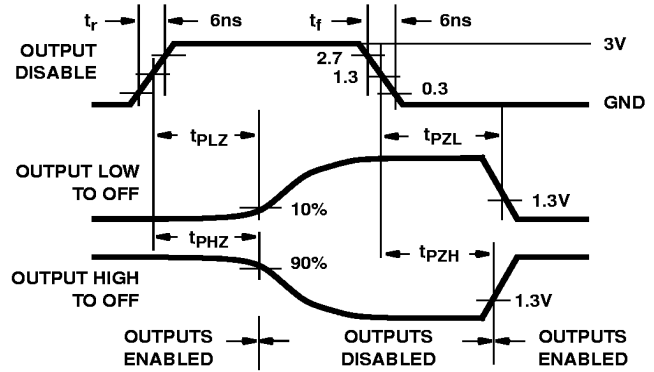 tr 6ns tf 6ns
OUTPUT
DISABLE
2.7
1.3
0.3
3V
GND
tPLZ
tPZL
OUTPUT LOW
TO OFF
10%
1.3V
tPHZ
90%
tPZH
OUTPUT HIGH
TO OFF
1.3V
OUTPUTS
ENABLED
OUTPUTS
DISABLED
OUTPUTS
ENABLED